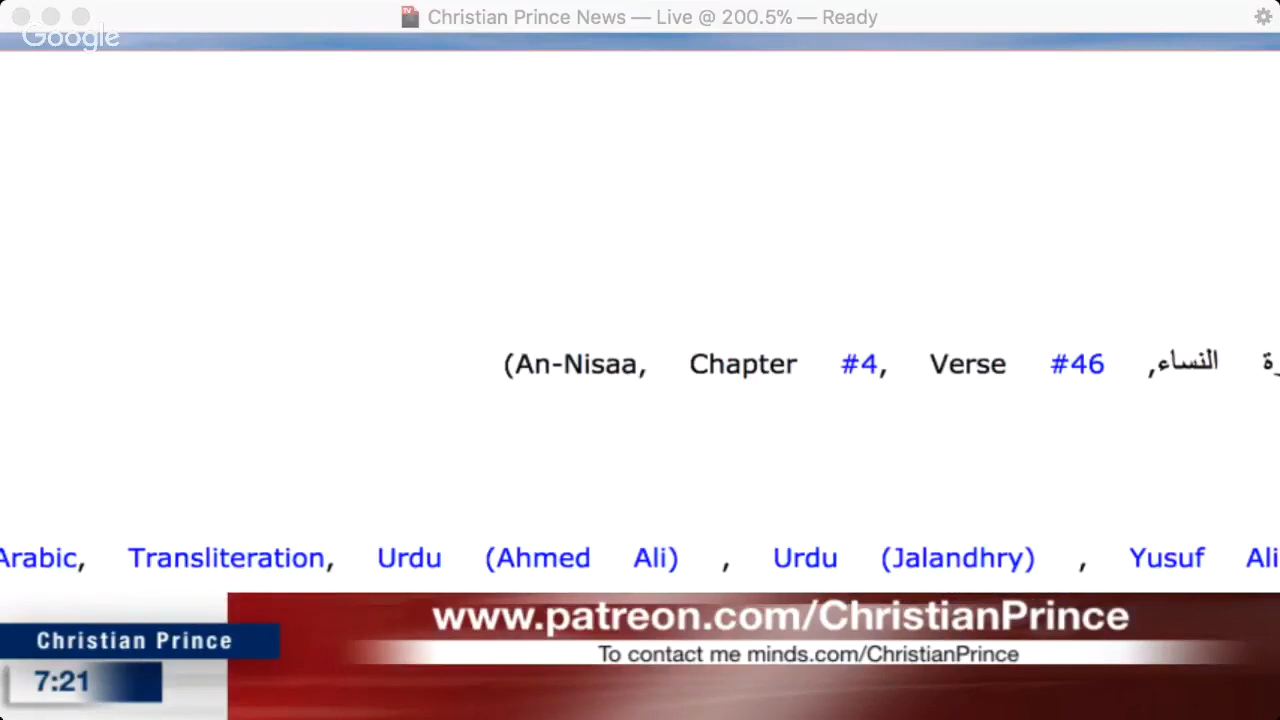 Christian Prince News — Live @ 200.5% — Ready
Google
(An-Nisaa, Chapter #4, Verse #46 النساء,
Arabic, Transliteration, Urdu (Ahmed Ali) , Urdu (Jalandhry) , Yusuf Ali
www.patreon.com/ChristianPrince
Christian Prince
To contact me minds.com/ChristianPrince
7:21